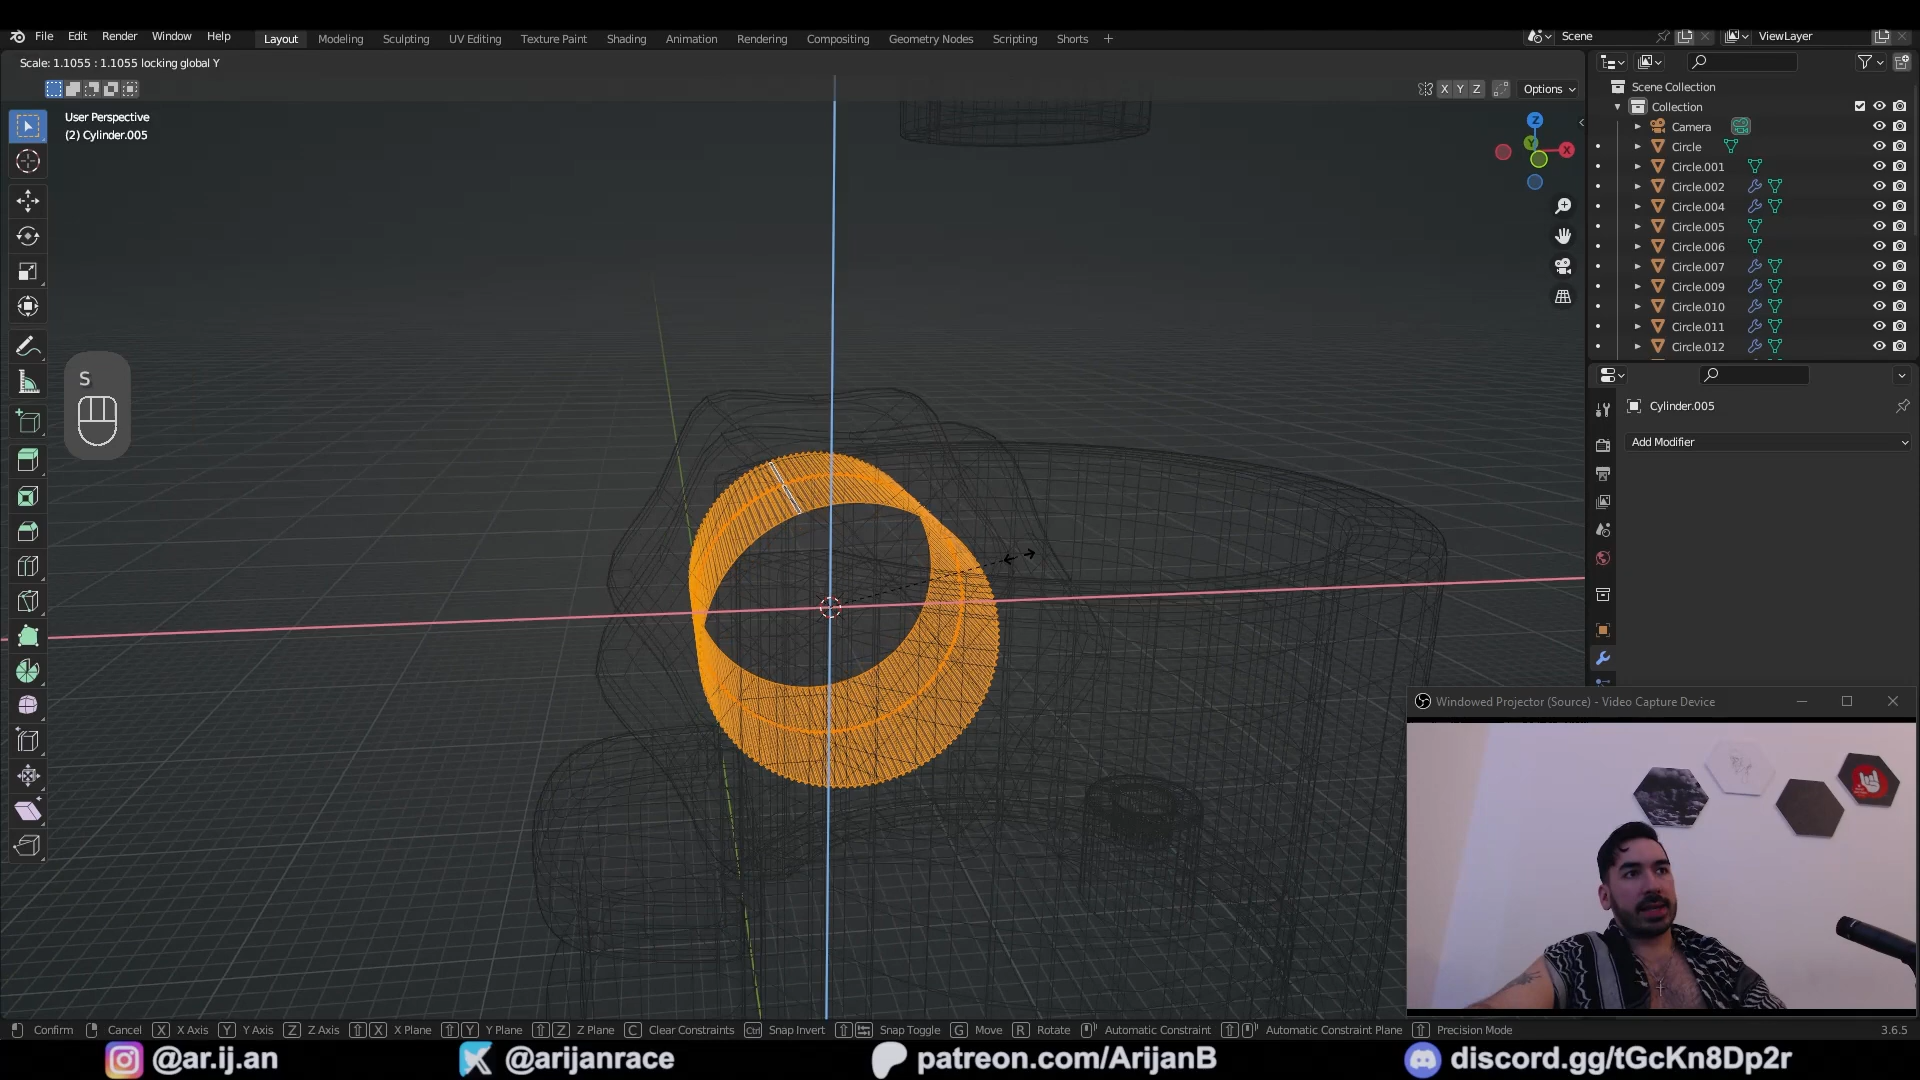 File Edit Render Window Help Layout Modeling Sculpting UV Editing Texture Paint Shading Animation Rendering Compositing Geometry Nodes Scripting Shorts + Scene ViewLayer
Scale: 1.1055 : 1.1055 locking global Y
X Y Z Options
User Perspective
(2) Cylinder.005
Z
Y X
S
Scene Collection
Collection
Camera
Circle
Circle.001
Circle.002
Circle.004
Circle.005
Circle.006
Circle.007
Circle.009
Circle.010
Circle.011
Circle.012
Cylinder.005
Add Modifier
Windowed Projector (Source) - Video Capture Device
Confirm Cancel X X Axis Y Y Axis Z Z Axis X X Plane Y Y Plane Z Z Plane C Clear Constraints Ctrl Snap Invert Snap Toggle G Move R Rotate Automatic Constraint Automatic Constraint Plane Precision Mode 3.6.5
@ar.ij.an @arijanrace patreon.com/ArijanB discord.gg/tGcKn8Dp2r